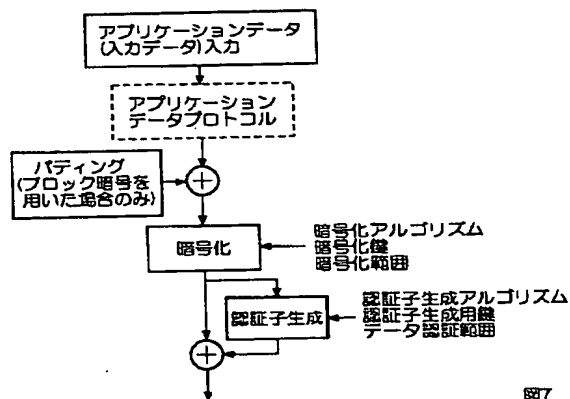 アプリケーションデータ
(入力データ)入力
アプリケーション
データプロトコル
パディング
(ブロック暗号を
用いた場合のみ)
暗号化
暗号化アルゴリズム
暗号化鍵
暗号化範囲
認証子生成
認証子生成アルゴリズム
認証子生成用鍵
データ認証範囲
図7